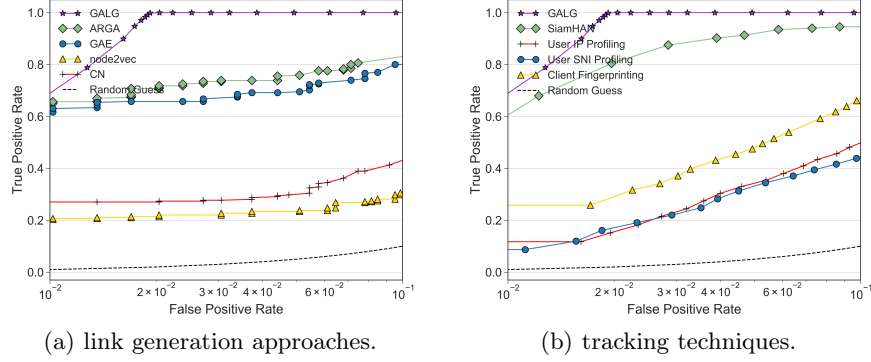 1.0
0.8
0.6
0.4
0.2
0.0
True Positive Rate
GALG
ARGA
GAE
node2vec
CN
Random Guess
10⁻²
2 × 10⁻²
3 × 10⁻²
4 × 10⁻²
6 × 10⁻²
10⁻¹
False Positive Rate
(a) link generation approaches.
1.0
0.8
0.6
0.4
0.2
0.0
True Positive Rate
GALG
SiamHAN
User IP Profiling
User SNI Profiling
Client Fingerprinting
Random Guess
10⁻²
2 × 10⁻²
3 × 10⁻²
4 × 10⁻²
6 × 10⁻²
10⁻¹
False Positive Rate
(b) tracking techniques.